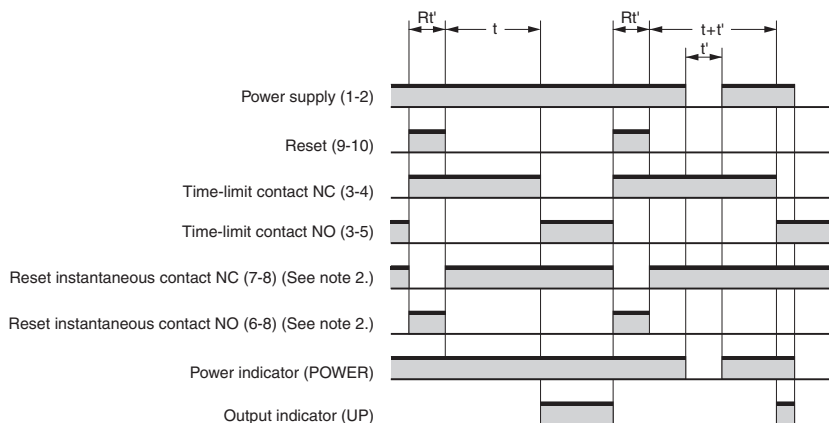 Rt' t Rt' t+t'
t'
Power supply (1-2)
Reset (9-10)
Time-limit contact NC (3-4)
Time-limit contact NO (3-5)
Reset instantaneous contact NC (7-8) (See note 2.)
Reset instantaneous contact NO (6-8) (See note 2.)
Power indicator (POWER)
Output indicator (UP)